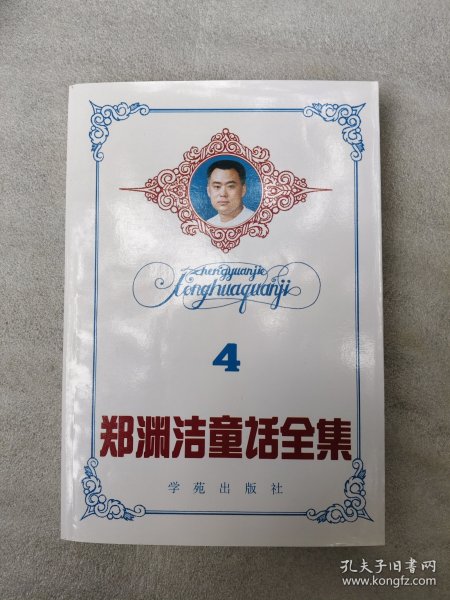 zhengyuanjie
tonghuaquanji
4
郑渊洁童话全集
学苑出版社
孔夫子旧书网
www.kongfz.com